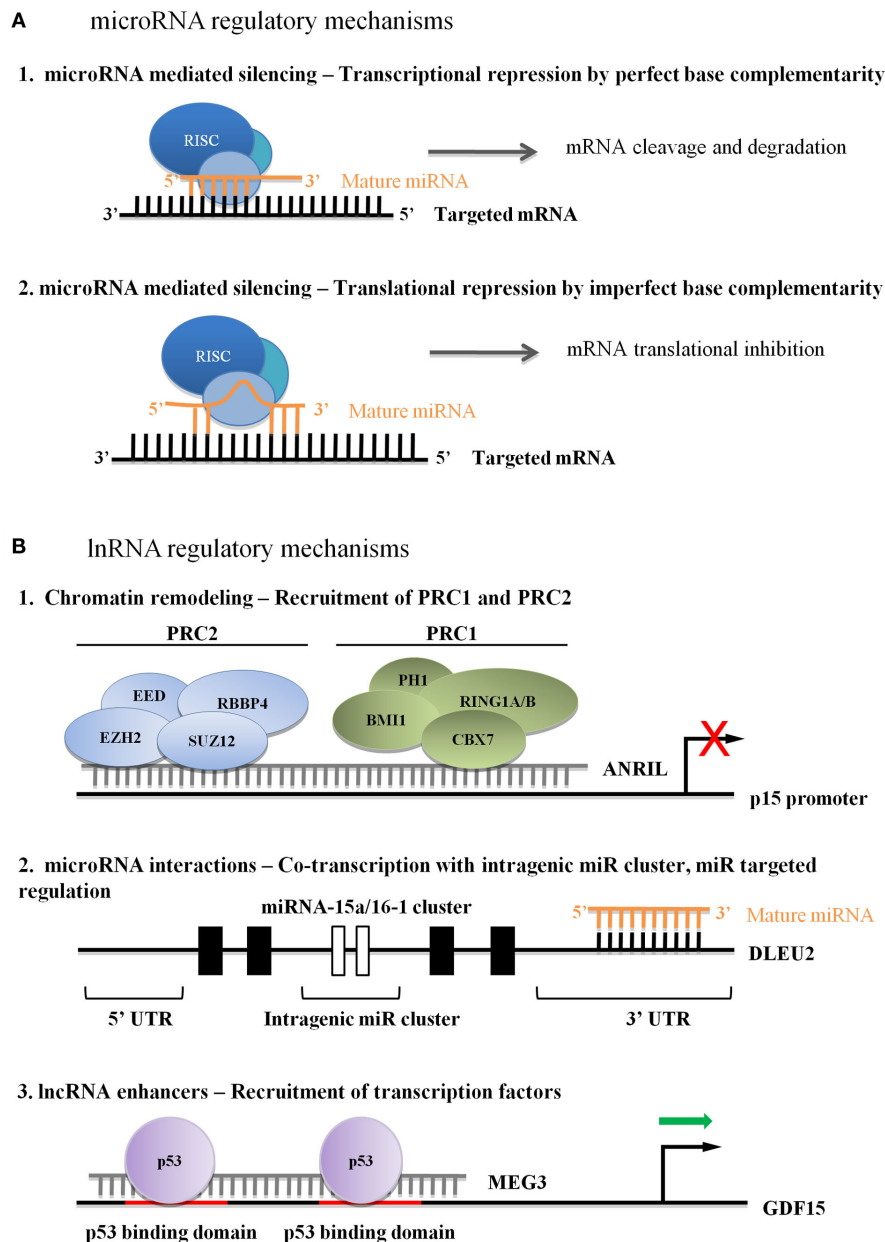 A microRNA regulatory mechanisms
1. microRNA mediated silencing – Transcriptional repression by perfect base complementarity
RISC
mRNA cleavage and degradation
5’ 3’ Mature miRNA
3’ 5’ Targeted mRNA
2. microRNA mediated silencing – Translational repression by imperfect base complementarity
RISC
mRNA translational inhibition
5’ 3’ Mature miRNA
3’ 5’ Targeted mRNA
B lnRNA regulatory mechanisms
1. Chromatin remodeling – Recruitment of PRC1 and PRC2
PRC2 PRC1
EED RBBP4 PH1 RING1A/B
EZH2 SUZ12 BMI1 CBX7
ANRIL X
p15 promoter
2. microRNA interactions – Co-transcription with intragenic miR cluster, miR targeted
regulation
miRNA-15a/16-1 cluster
5’ 3’ Mature miRNA
DLEU2
5’ UTR Intragenic miR cluster 3’ UTR
3. lncRNA enhancers – Recruitment of transcription factors
p53 p53
MEG3
GDF15
p53 binding domain p53 binding domain